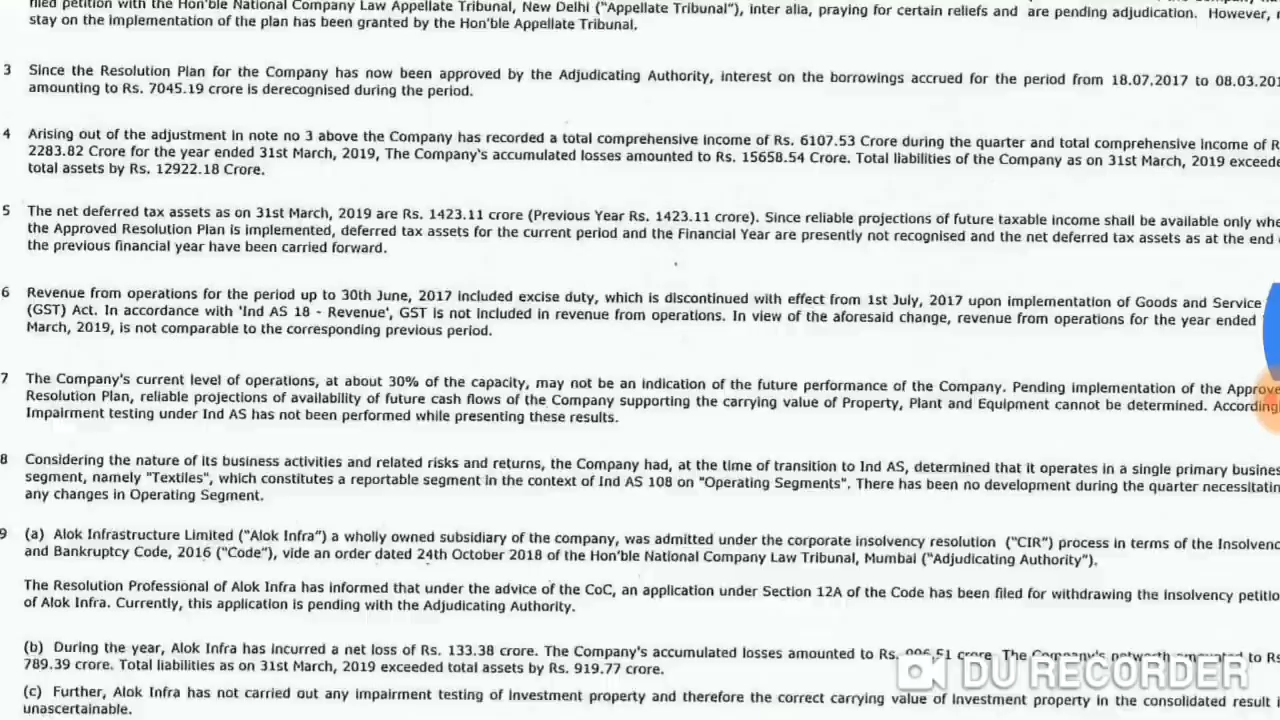 filed petition with the Hon'ble National Company Law Appellate Tribunal, New Delhi ("Appellate Tribunal"), inter alia, praying for certain reliefs and are pending adjudication. However,
stay on the implementation of the plan has been granted by the Hon'ble Appellate Tribunal.
3 Since the Resolution Plan for the Company has now been approved by the Adjudicating Authority, interest on the borrowings accrued for the period from 18.07.2017 to 08.03.201
amounting to Rs. 7045.19 crore is derecognised during the period.
4 Arising out of the adjustment in note no 3 above the Company has recorded a total comprehensive income of Rs. 6107.53 Crore during the quarter and total comprehensive income of R
2283.82 Crore for the year ended 31st March, 2019, The Company's accumulated losses amounted to Rs. 15658.54 Crore. Total liabilities of the Company as on 31st March, 2019 exceede
total assets by Rs. 12922.18 Crore.
5 The net deferred tax assets as on 31st March, 2019 are Rs. 1423.11 crore (Previous Year Rs. 1423.11 crore). Since reliable projections of future taxable income shall be available only whe
the Approved Resolution Plan is implemented, deferred tax assets for the current period and the Financial Year are presently not recognised and the net deferred tax assets as at the end
the previous financial year have been carried forward.
6 Revenue from operations for the period up to 30th June, 2017 included excise duty, which is discontinued with effect from 1st July, 2017 upon implementation of Goods and Service
(GST) Act. In accordance with 'Ind AS 18 - Revenue', GST is not included in revenue from operations. In view of the aforesaid change, revenue from operations for the year ended
March, 2019, is not comparable to the corresponding previous period.
7 The Company's current level of operations, at about 30% of the capacity, may not be an indication of the future performance of the Company. Pending implementation of the Approve
Resolution Plan, reliable projections of availability of future cash flows of the Company supporting the carrying value of Property, Plant and Equipment cannot be determined. According
Impairment testing under Ind AS has not been performed while presenting these results.
8 Considering the nature of its business activities and related risks and returns, the Company had, at the time of transition to Ind AS, determined that it operates in a single primary busines
segment, namely "Textiles", which constitutes a reportable segment in the context of Ind AS 108 on "Operating Segments". There has been no development during the quarter necessitatin
any changes in Operating Segment.
9 (a) Alok Infrastructure Limited ("Alok Infra") a wholly owned subsidiary of the company, was admitted under the corporate insolvency resolution ("CIR") process in terms of the Insolvenc
and Bankruptcy Code, 2016 ("Code"), vide an order dated 24th October 2018 of the Hon'ble National Company Law Tribunal, Mumbai ("Adjudicating Authority").
The Resolution Professional of Alok Infra has informed that under the advice of the CoC, an application under Section 12A of the Code has been filed for withdrawing the insolvency petitio
of Alok Infra. Currently, this application is pending with the Adjudicating Authority.
(b) During the year, Alok Infra has incurred a net loss of Rs. 133.38 crore. The Company's accumulated losses amounted to Rs. crore. The Company's networth amounted to Rs
789.39 crore. Total liabilities as on 31st March, 2019 exceeded total assets by Rs. 919.77 crore.
(c) Further, Alok Infra has not carried out any impairment testing of investment property and therefore the correct carrying value of investment property in the consolidated result i
unascertainable.
DU RECORDER